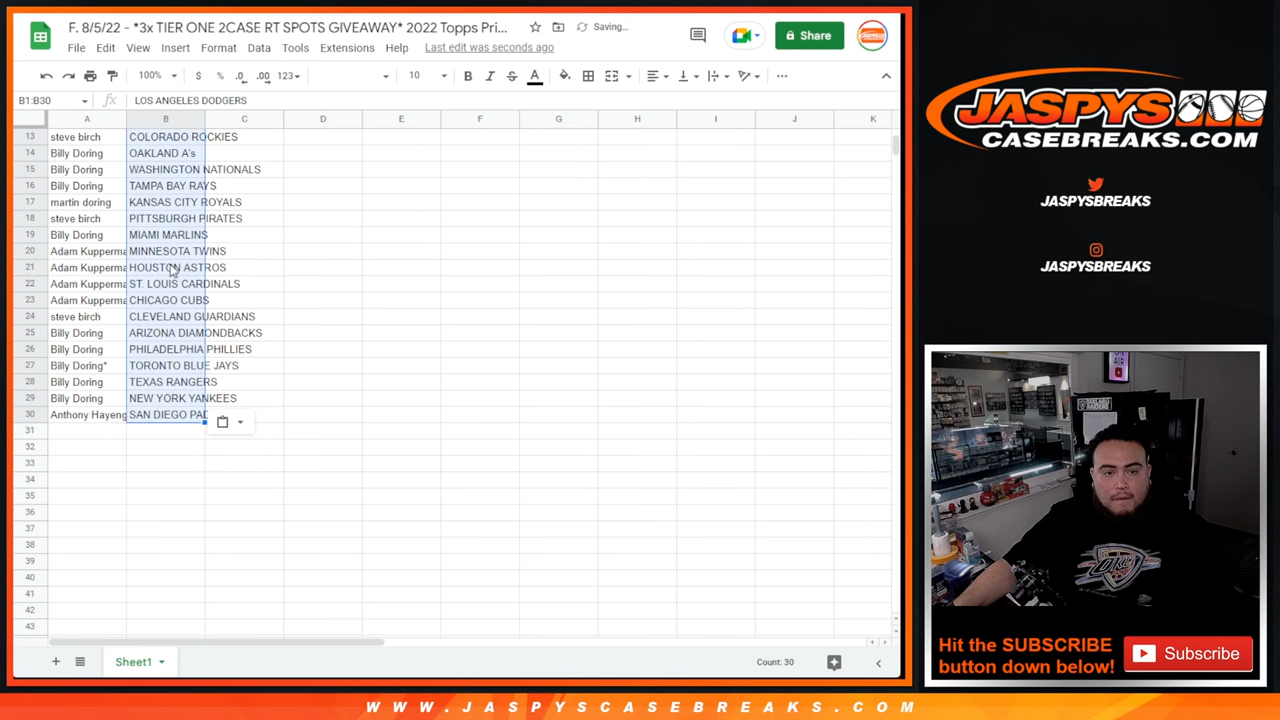 F. 8/5/22 - *3x TIER ONE 2CASE RT SPOTS GIVEAWAY* 2022 Topps Pri...
Saving...
Share
File Edit View Insert Format Data Tools Extensions Help Last edit was seconds ago
100% $ % .0 .00 123 10 B I S A
B1:B30 fx LOS ANGELES DODGERS
A B C D E F G H I J K
13 steve birch COLORADO ROCKIES
14 Billy Doring OAKLAND A's
15 Billy Doring WASHINGTON NATIONALS
16 Billy Doring TAMPA BAY RAYS
17 martin doring KANSAS CITY ROYALS
18 steve birch PITTSBURGH PIRATES
19 Billy Doring MIAMI MARLINS
20 Adam Kupperma MINNESOTA TWINS
21 Adam Kupperma HOUSTON ASTROS
22 Adam Kupperma ST. LOUIS CARDINALS
23 Adam Kupperma CHICAGO CUBS
24 steve birch CLEVELAND GUARDIANS
25 Billy Doring ARIZONA DIAMONDBACKS
26 Billy Doring PHILADELPHIA PHILLIES
27 Billy Doring* TORONTO BLUE JAYS
28 Billy Doring TEXAS RANGERS
29 Billy Doring NEW YORK YANKEES
30 Anthony Hayeng SAN DIEGO PAD
31
32
33
34
35
36
37
38
39
40
41
42
43
Sheet1
Count: 30
JASPYS
CASEBREAKS.COM
JASPYSBREAKS
JASPYSBREAKS
ON
AIR
OKC
Hit the SUBSCRIBE
button down below!
Subscribe
WWW.JASPYSCASEBREAKS.COM